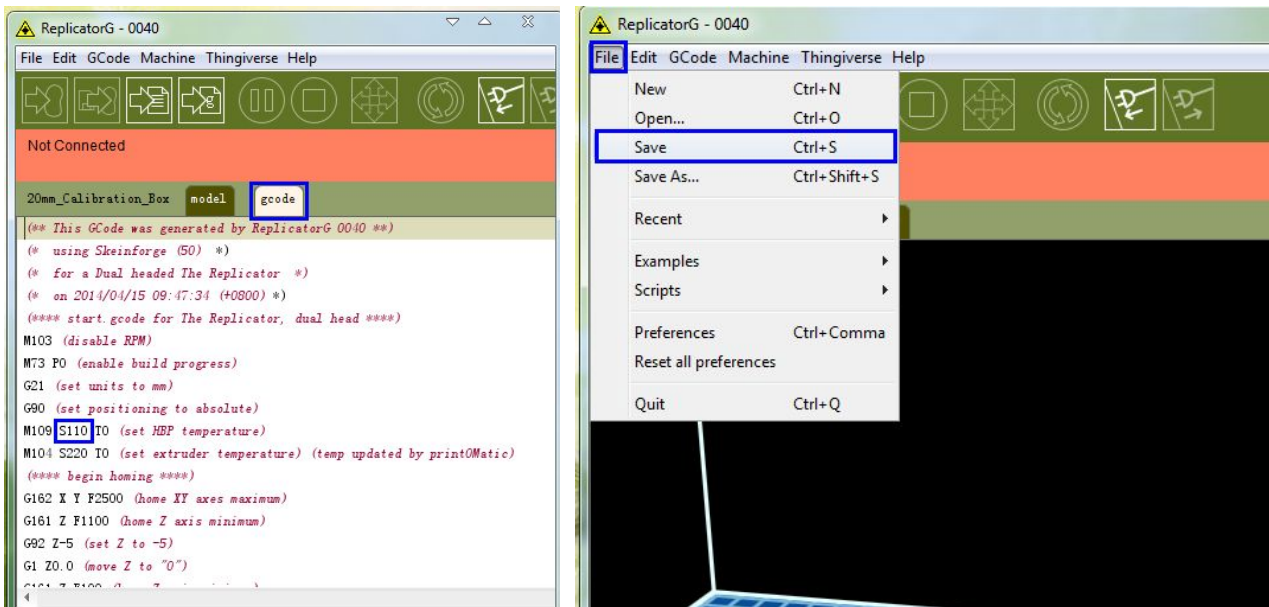 ReplicatorG - 0040
File Edit GCode Machine Thingiverse Help
Not Connected
20mm_Calibration_Box model gcode
(** This GCode was generated by ReplicatorG 0040 **)
(* using Skeinforge (50) *)
(* for a Dual headed The Replicator *)
(* on 2014/04/15 09:47:34 (+0800) *)
(**** start.gcode for The Replicator, dual head ****)
M103 (disable RPM)
M73 P0 (enable build progress)
G21 (set units to mm)
G90 (set positioning to absolute)
M109 S110 T0 (set HBP temperature)
M104 S220 T0 (set extruder temperature) (temp updated by printOMatic)
(**** begin homing ****)
G162 X Y F2500 (home XY axes maximum)
G161 Z F1100 (home Z axis minimum)
G92 Z-5 (set Z to -5)
G1 Z0.0 (move Z to "0")
ReplicatorG - 0040
File Edit GCode Machine Thingiverse Help
New Ctrl+N
Open... Ctrl+O
Save Ctrl+S
Save As... Ctrl+Shift+S
Recent
Examples
Scripts
Preferences Ctrl+Comma
Reset all preferences
Quit Ctrl+Q